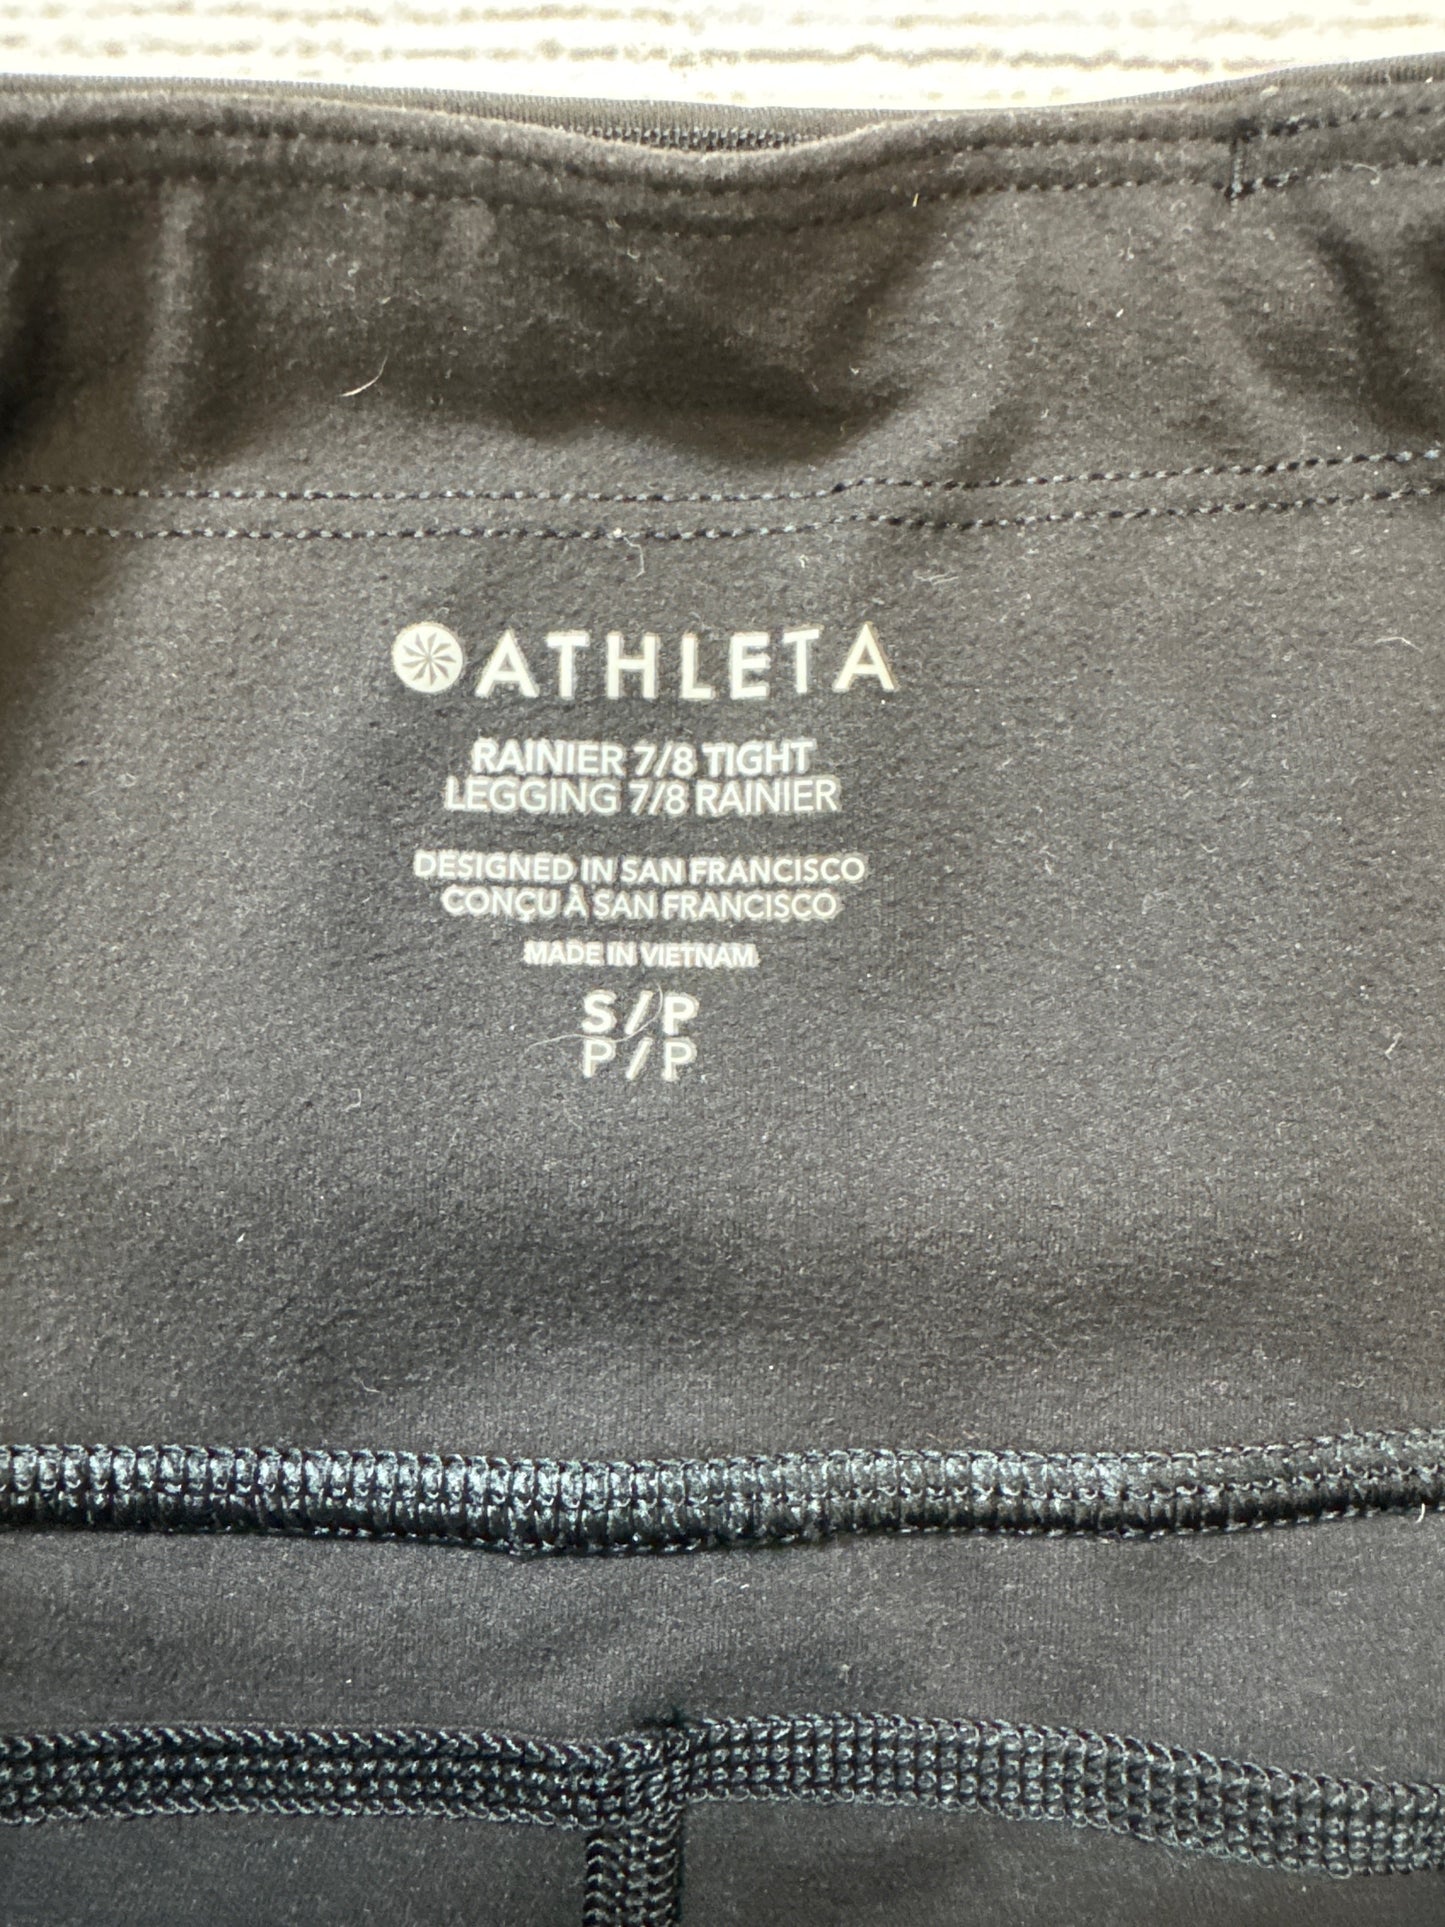 ATHLETA
RAINIER 7/8 TIGHT
LEGGING 7/8 RAINIER
DESIGNED IN SAN FRANCISCO
CONÇU À SAN FRANCISCO
MADE IN VIETNAM
S / P
P / P